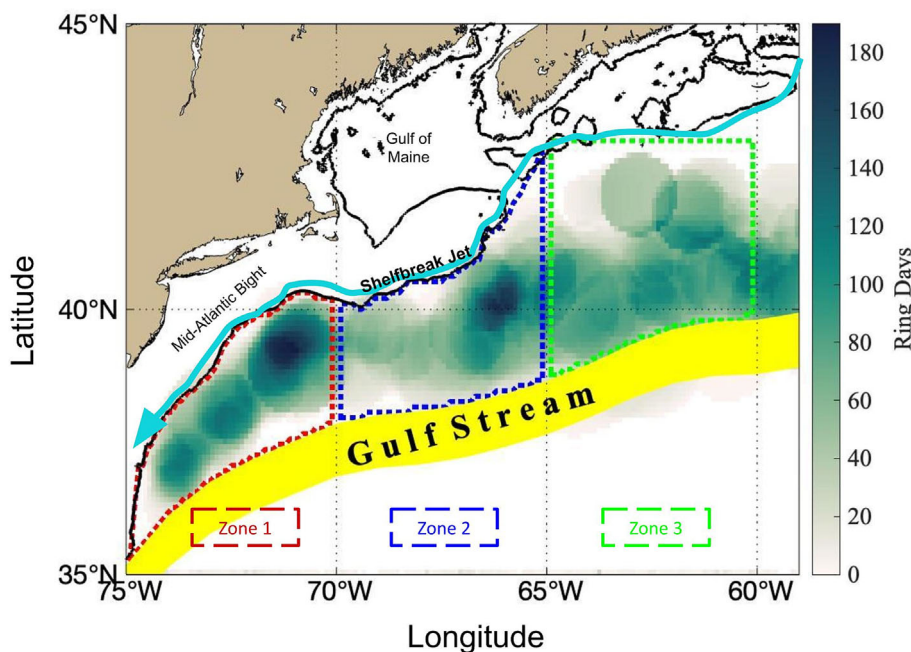 45°N
40°N
35°N
75°W
70°W
65°W
60°W
Latitude
Longitude
Gulf of
Maine
Mid-Atlantic Bight
Shelfbreak Jet
Gulf Stream
Zone 1
Zone 2
Zone 3
180
160
140
120
100
80
60
40
20
0
Ring Days